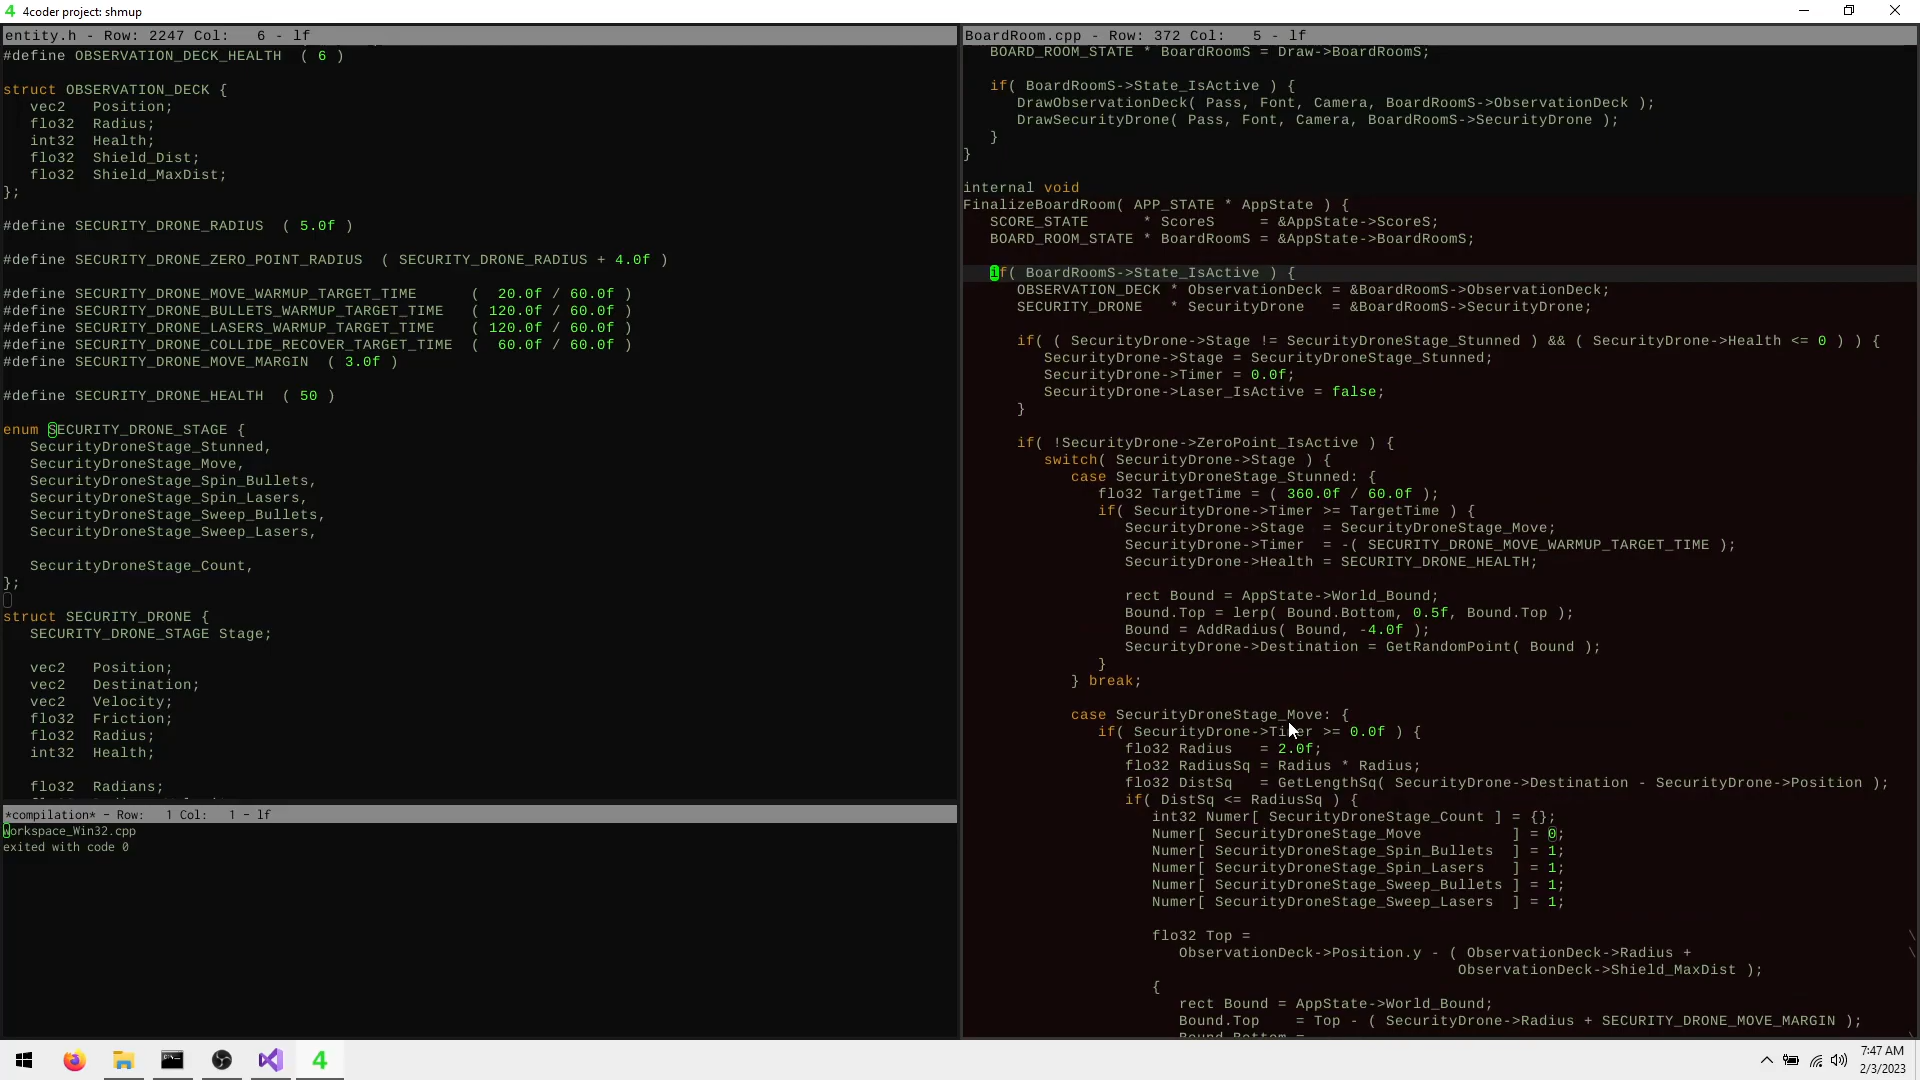 4coder project: shmup
entity.h - Row: 2247 Col:   6 - lf
#define OBSERVATION_DECK_HEALTH  ( 6 )
struct OBSERVATION_DECK {
   vec2   Position;
   flo32  Radius;
   int32  Health;
   flo32  Shield_Dist;
   flo32  Shield_MaxDist;
};
#define SECURITY_DRONE_RADIUS  ( 5.0f )
#define SECURITY_DRONE_ZERO_POINT_RADIUS  ( SECURITY_DRONE_RADIUS + 4.0f )
#define SECURITY_DRONE_MOVE_WARMUP_TARGET_TIME      (  20.0f / 60.0f )
#define SECURITY_DRONE_BULLETS_WARMUP_TARGET_TIME   ( 120.0f / 60.0f )
#define SECURITY_DRONE_LASERS_WARMUP_TARGET_TIME    ( 120.0f / 60.0f )
#define SECURITY_DRONE_COLLIDE_RECOVER_TARGET_TIME  (  60.0f / 60.0f )
#define SECURITY_DRONE_MOVE_MARGIN  ( 3.0f )
#define SECURITY_DRONE_HEALTH  ( 50 )
enum SECURITY_DRONE_STAGE {
   SecurityDroneStage_Stunned,
   SecurityDroneStage_Move,
   SecurityDroneStage_Spin_Bullets,
   SecurityDroneStage_Spin_Lasers,
   SecurityDroneStage_Sweep_Bullets,
   SecurityDroneStage_Sweep_Lasers,
   SecurityDroneStage_Count,
};
struct SECURITY_DRONE {
   SECURITY_DRONE_STAGE Stage;
   vec2   Position;
   vec2   Destination;
   vec2   Velocity;
   flo32  Friction;
   flo32  Radius;
   int32  Health;
   flo32  Radians;
*compilation* - Row:   1 Col:   1 - lf
workspace_Win32.cpp
exited with code 0
BoardRoom.cpp - Row: 372 Col:   5 - lf
   BOARD_ROOM_STATE * BoardRoomS = Draw->BoardRoomS;
   if( BoardRoomS->State_IsActive ) {
      DrawObservationDeck( Pass, Font, Camera, BoardRoomS->ObservationDeck );
      DrawSecurityDrone( Pass, Font, Camera, BoardRoomS->SecurityDrone );
   }
}
internal void
FinalizeBoardRoom( APP_STATE * AppState ) {
   SCORE_STATE      * ScoreS     = &AppState->ScoreS;
   BOARD_ROOM_STATE * BoardRoomS = &AppState->BoardRoomS;
   if( BoardRoomS->State_IsActive ) {
      OBSERVATION_DECK * ObservationDeck = &BoardRoomS->ObservationDeck;
      SECURITY_DRONE   * SecurityDrone   = &BoardRoomS->SecurityDrone;
      if( ( SecurityDrone->Stage != SecurityDroneStage_Stunned ) && ( SecurityDrone->Health <= 0 ) ) {
         SecurityDrone->Stage = SecurityDroneStage_Stunned;
         SecurityDrone->Timer = 0.0f;
         SecurityDrone->Laser_IsActive = false;
      }
      if( !SecurityDrone->ZeroPoint_IsActive ) {
         switch( SecurityDrone->Stage ) {
            case SecurityDroneStage_Stunned: {
               flo32 TargetTime = ( 360.0f / 60.0f );
               if( SecurityDrone->Timer >= TargetTime ) {
                  SecurityDrone->Stage  = SecurityDroneStage_Move;
                  SecurityDrone->Timer  = -( SECURITY_DRONE_MOVE_WARMUP_TARGET_TIME );
                  SecurityDrone->Health = SECURITY_DRONE_HEALTH;
                  rect Bound = AppState->World_Bound;
                  Bound.Top = lerp( Bound.Bottom, 0.5f, Bound.Top );
                  Bound = AddRadius( Bound, -4.0f );
                  SecurityDrone->Destination = GetRandomPoint( Bound );
               }
            } break;
            case SecurityDroneStage_Move: {
               if( SecurityDrone->Timer >= 0.0f ) {
                  flo32 Radius   = 2.0f;
                  flo32 RadiusSq = Radius * Radius;
                  flo32 DistSq   = GetLengthSq( SecurityDrone->Destination - SecurityDrone->Position );
                  if( DistSq <= RadiusSq ) {
                     int32 Numer[ SecurityDroneStage_Count ] = {};
                     Numer[ SecurityDroneStage_Move          ] = 0;
                     Numer[ SecurityDroneStage_Spin_Bullets  ] = 1;
                     Numer[ SecurityDroneStage_Spin_Lasers   ] = 1;
                     Numer[ SecurityDroneStage_Sweep_Bullets ] = 1;
                     Numer[ SecurityDroneStage_Sweep_Lasers  ] = 1;
                     flo32 Top = \
                        ObservationDeck->Position.y - ( ObservationDeck->Radius + \
                                                       ObservationDeck->Shield_MaxDist );
                     {
                        rect Bound = AppState->World_Bound;
                        Bound.Top    = Top - ( SecurityDrone->Radius + SECURITY_DRONE_MOVE_MARGIN );
                        Bound.Bottom =
7:47 AM
2/3/2023